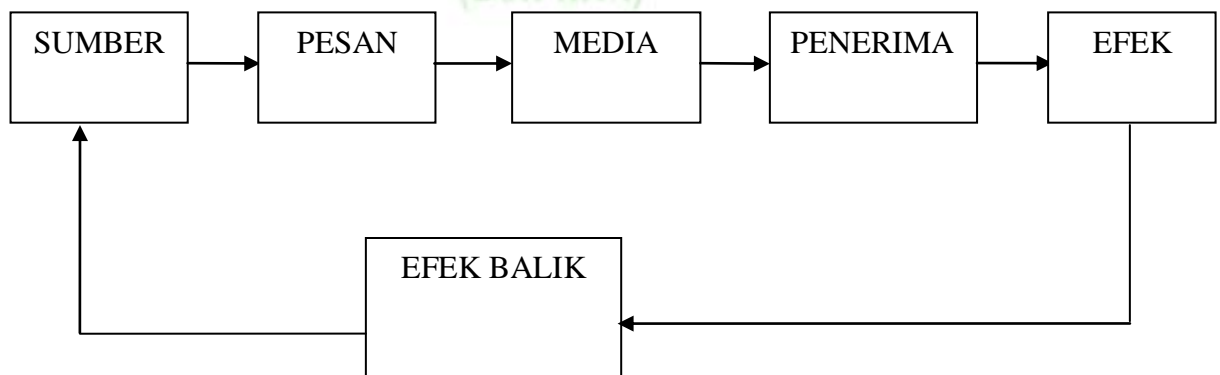 SUMBER
PESAN
MEDIA
PENERIMA
EFEK
EFEK BALIK